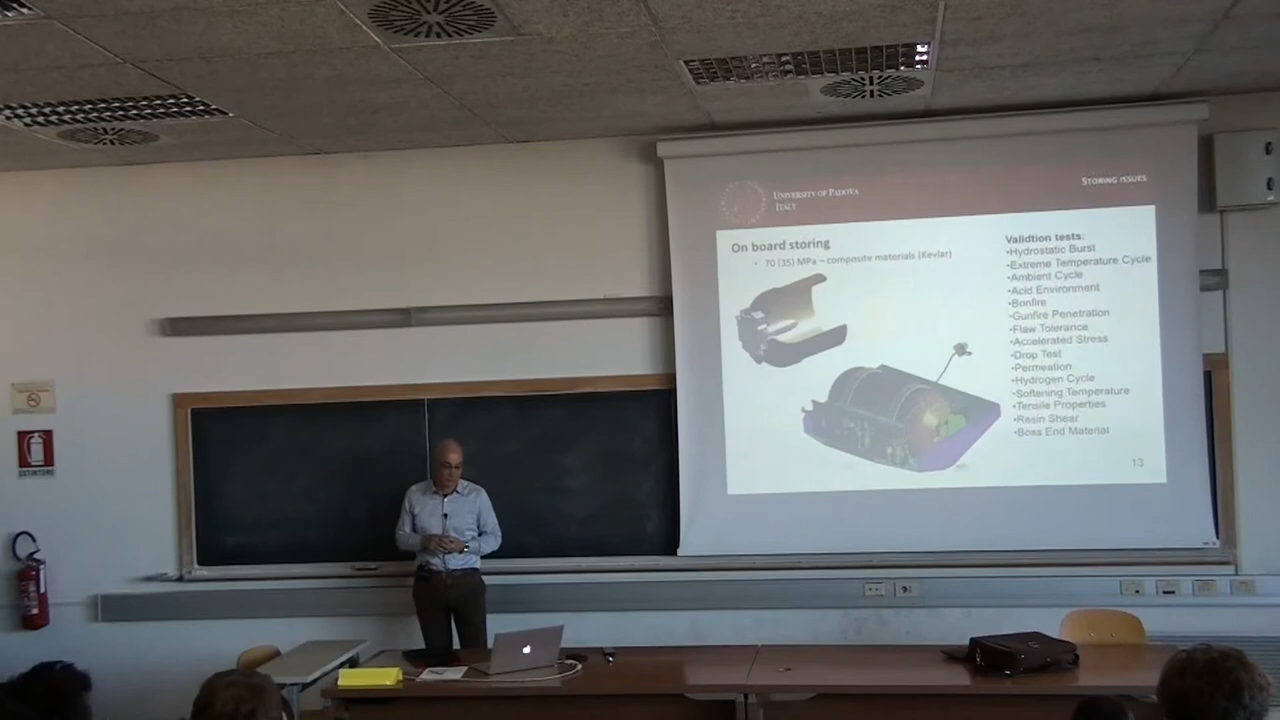 UNIVERSITY OF PADOVA
ITALY
STORING ISSUES
On board storing
• 70 (35) MPa – composite materials (Kevlar)
Validtion tests:
•Hydrostatic Burst
•Extreme Temperature Cycle
•Ambient Cycle
•Acid Environment
•Bonfire
•Gunfire Penetration
•Flaw Tolerance
•Accelerated Stress
•Drop Test
•Permeation
•Hydrogen Cycle
•Softening Temperature
•Tensile Properties
•Resin Shear
•Boss End Material
13
ESTINTORE